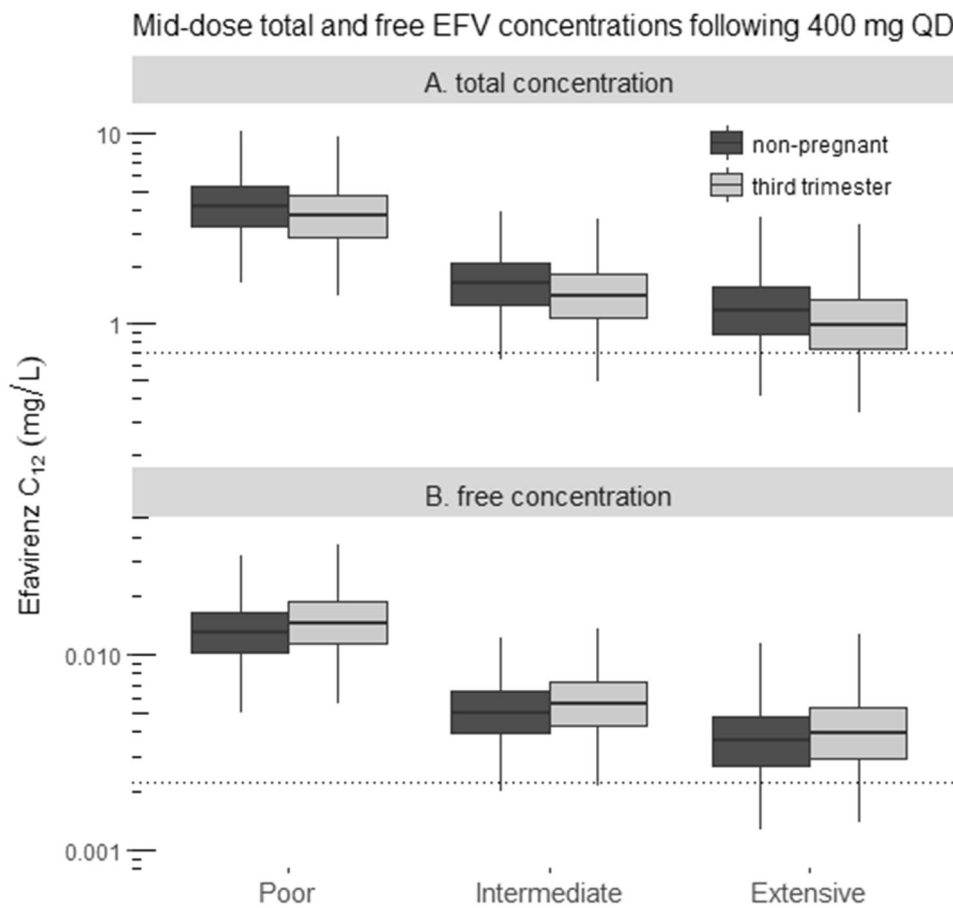 Mid-dose total and free EFV concentrations following 400 mg QD
A. total concentration
10
non-pregnant
third trimester
1
Efavirenz C₁₂ (mg/L)
B. free concentration
0.010
0.001
Poor
Intermediate
Extensive